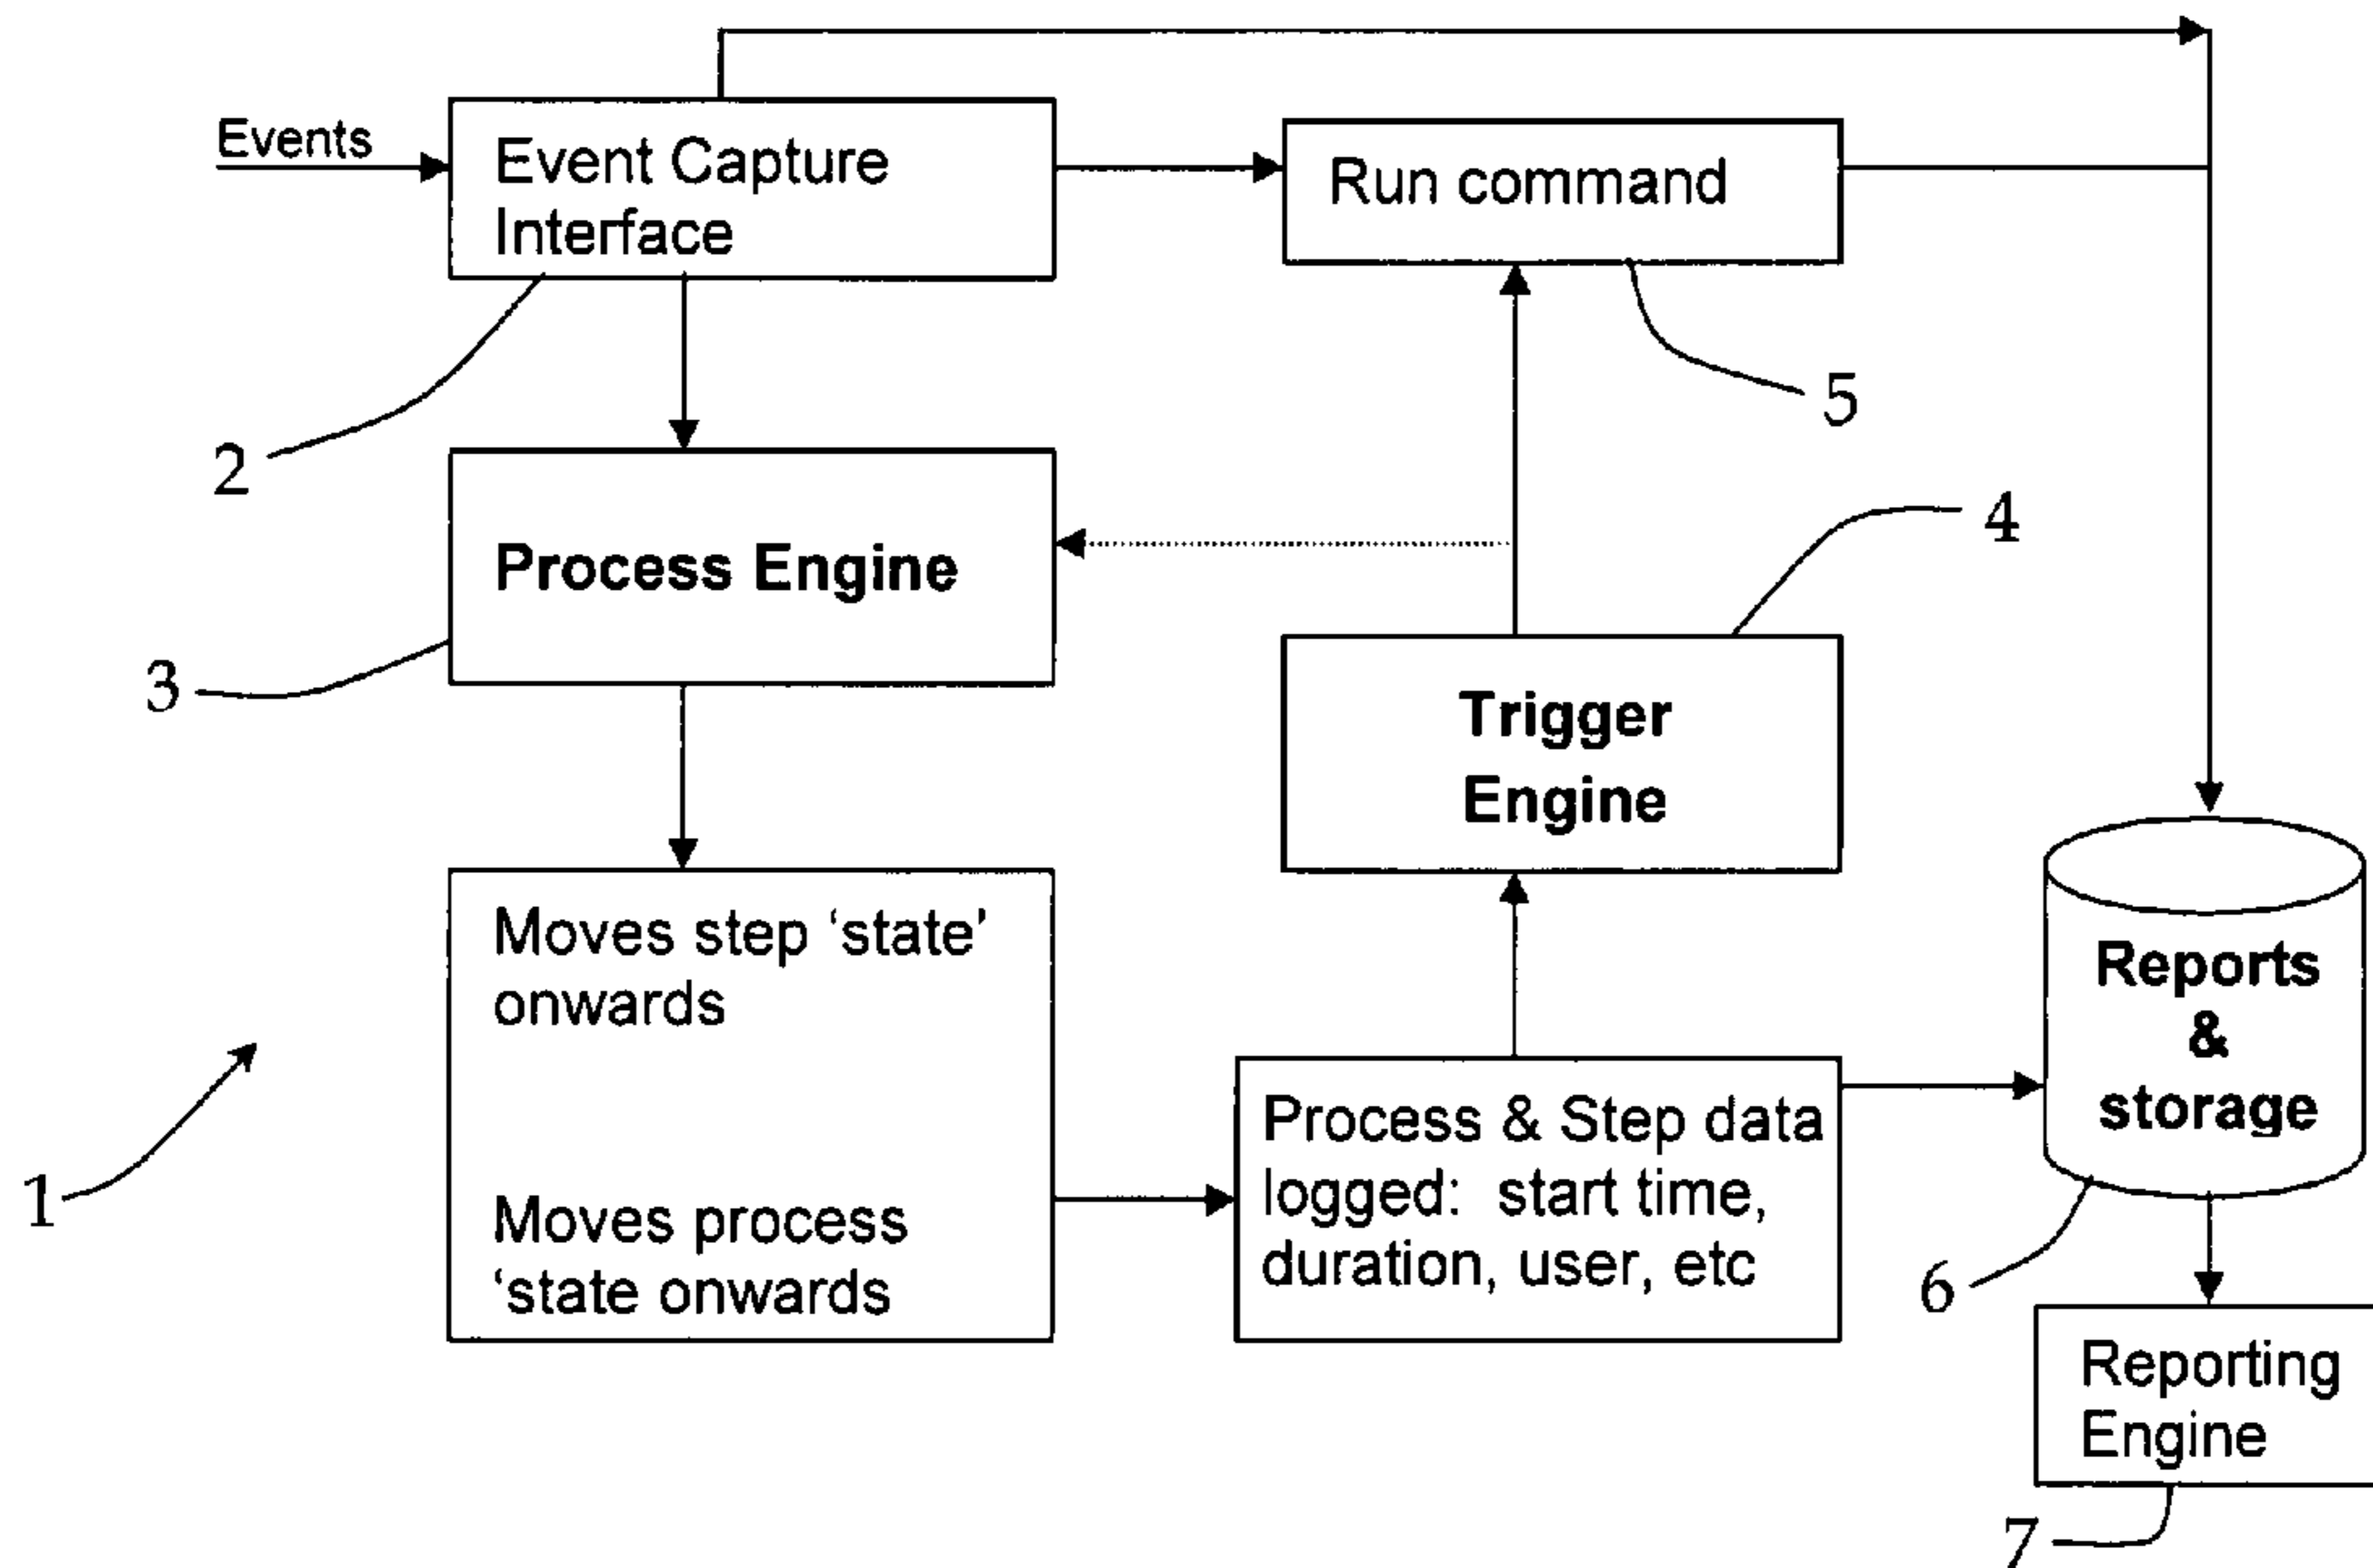 Events
Event Capture
Interface
Run command
2
5
Process Engine
4
3
Trigger
Engine
Moves step ‘state’
onwards
Moves process
‘state onwards
1
Process & Step data
logged: start time,
duration, user, etc
Reports
&
storage
6
Reporting
Engine
7